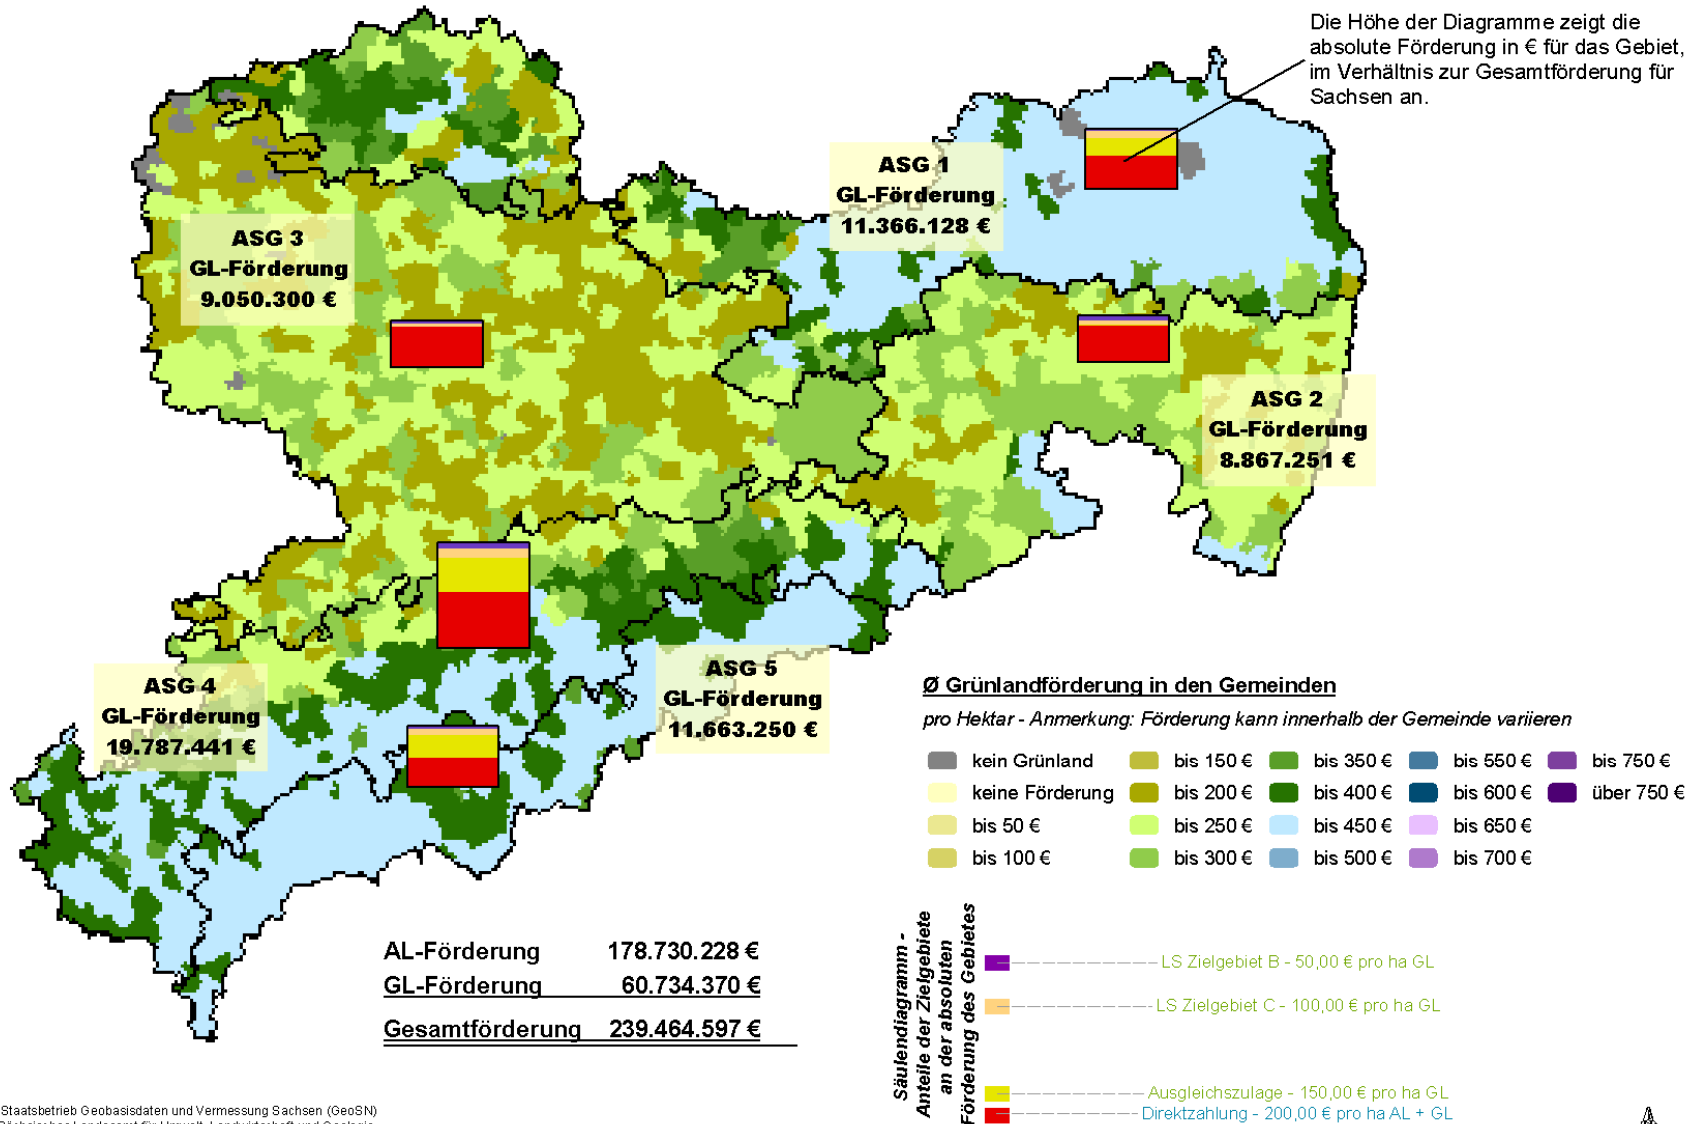 Die Höhe der Diagramme zeigt die
absolute Förderung in € für das Gebiet,
im Verhältnis zur Gesamtförderung für
Sachsen an.
ASG 1
GL-Förderung
11.366.128 €
ASG 3
GL-Förderung
9.050.300 €
ASG 2
GL-Förderung
8.867.251 €
ASG 4
GL-Förderung
19.787.441 €
ASG 5
GL-Förderung
11.663.250 €
Ø Grünlandförderung in den Gemeinden
pro Hektar - Anmerkung: Förderung kann innerhalb der Gemeinde variieren
kein Grünland
keine Förderung
bis 50 €
bis 100 €
bis 150 €
bis 200 €
bis 250 €
bis 300 €
bis 350 €
bis 400 €
bis 450 €
bis 500 €
bis 550 €
bis 600 €
bis 650 €
bis 700 €
bis 750 €
über 750 €
AL-Förderung 178.730.228 €
GL-Förderung 60.734.370 €
Gesamtförderung 239.464.597 €
Säulendiagramm -
Anteile der Zielgebiete
an der absoluten
Förderung des Gebietes
LS Zielgebiet B - 50,00 € pro ha GL
LS Zielgebiet C - 100,00 € pro ha GL
Ausgleichszulage - 150,00 € pro ha GL
Direktzahlung - 200,00 € pro ha AL + GL
Staatsbetrieb Geobasisdaten und Vermessung Sachsen (GeoSN)
Sächsisches Landesamt für Umwelt, Landwirtschaft und Geologie